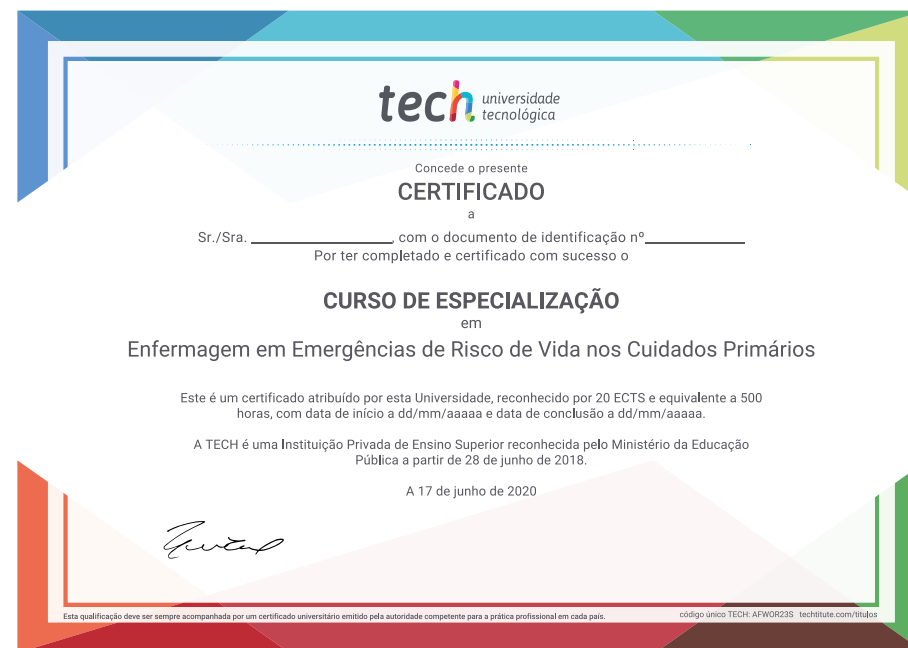 tech universidade
tecnológica
Concede o presente
CERTIFICADO
a
Sr./Sra. ________________, com o documento de identificação nº____________
Por ter completado e certificado com sucesso o
CURSO DE ESPECIALIZAÇÃO
em
Enfermagem em Emergências de Risco de Vida nos Cuidados Primários
Este é um certificado atribuído por esta Universidade, reconhecido por 20 ECTS e equivalente a 500
horas, com data de início a dd/mm/aaaaa e data de conclusão a dd/mm/aaaaa.
A TECH é uma Instituição Privada de Ensino Superior reconhecida pelo Ministério da Educação
Pública a partir de 28 de junho de 2018.
A 17 de junho de 2020
Esta qualificação deve ser sempre acompanhada por um certificado universitário emitido pela autoridade competente para a prática profissional em cada país.
código único TECH: AFWOR23S techtitute.com/titulos